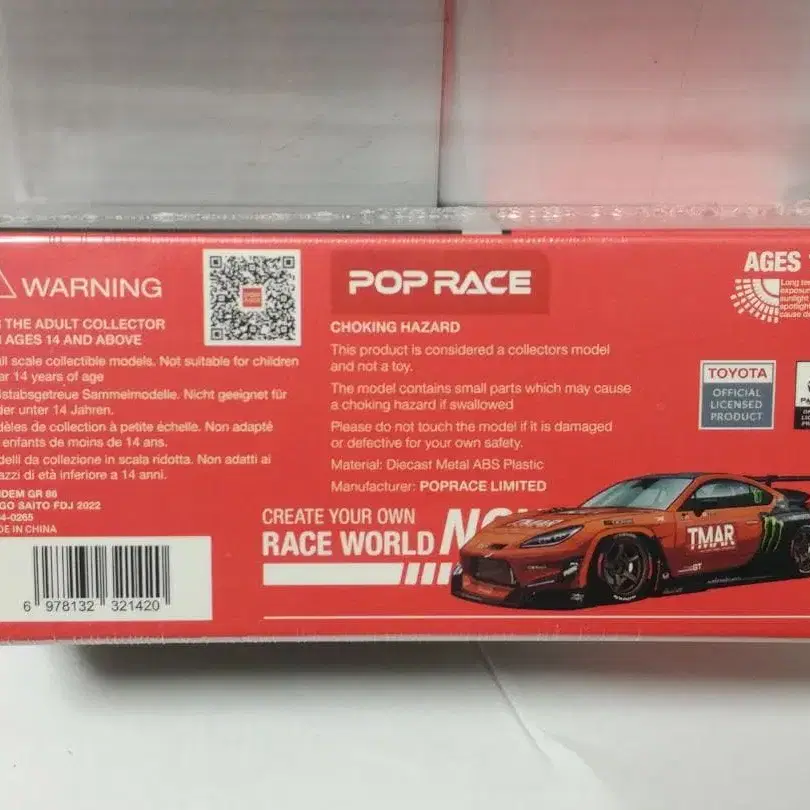 WARNING
THE ADULT COLLECTOR
AGES 14 AND ABOVE
ll scale collectible models. Not suitable for children
er 14 years of age
stabsgetreue Sammelmodelle. Nicht geeignet für
der unter 14 Jahren.
dèles de collection à petite échelle. Non adapté
enfants de moins de 14 ans.
delli da collezione in scala ridotta. Non adatti ai
azzi di età inferiore a 14 anni.
DEM GR 86
GO SAITO FDJ 2022
4-0265
DE IN CHINA
6 978132 321420
POP RACE
CHOKING HAZARD
This product is considered a collectors model
and not a toy.
The model contains small parts which may cause
a choking hazard if swallowed
Please do not touch the model if it is damaged
or defective for your own safety.
Material: Diecast Metal ABS Plastic
Manufacturer: POPRACE LIMITED
CREATE YOUR OWN
RACE WORLD
TMAR
AGES
TOYOTA
OFFICIAL
LICENSED
PRODUCT